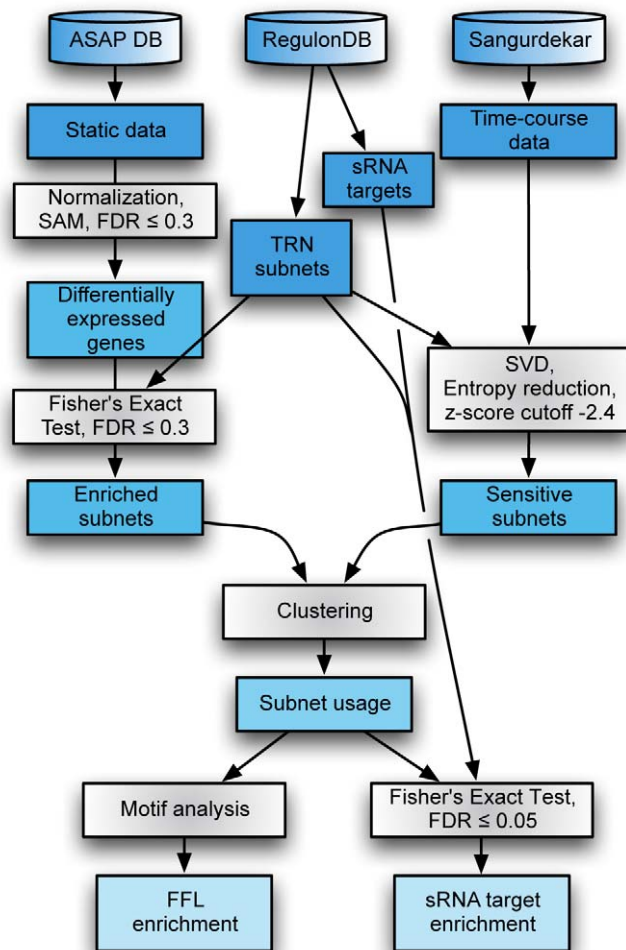 ASAP DB
RegulonDB
Sangurdekar
Static data
Time-course
data
sRNA
targets
Normalization,
SAM, FDR ≤ 0.3
TRN
subnets
Differentially
expressed
genes
SVD,
Entropy reduction,
z-score cutoff -2.4
Fisher's Exact
Test, FDR ≤ 0.3
Enriched
subnets
Sensitive
subnets
Clustering
Subnet usage
Motif analysis
Fisher's Exact Test,
FDR ≤ 0.05
FFL
enrichment
sRNA target
enrichment